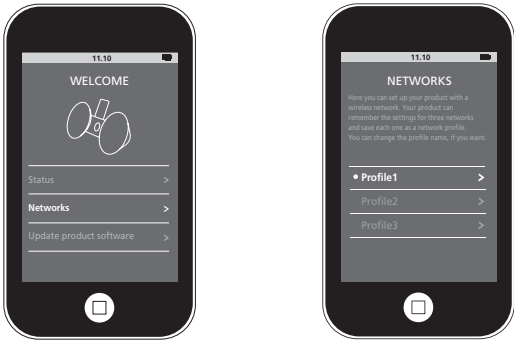 11.10
WELCOME
Status >
Networks >
Update product software >
11.10
NETWORKS
Here you can set up your product with a
wireless network. Your product can
remember the settings for three networks
and save each one as a network profile.
You can change the profile name, if you want.
• Profile1 >
Profile2 >
Profile3 >